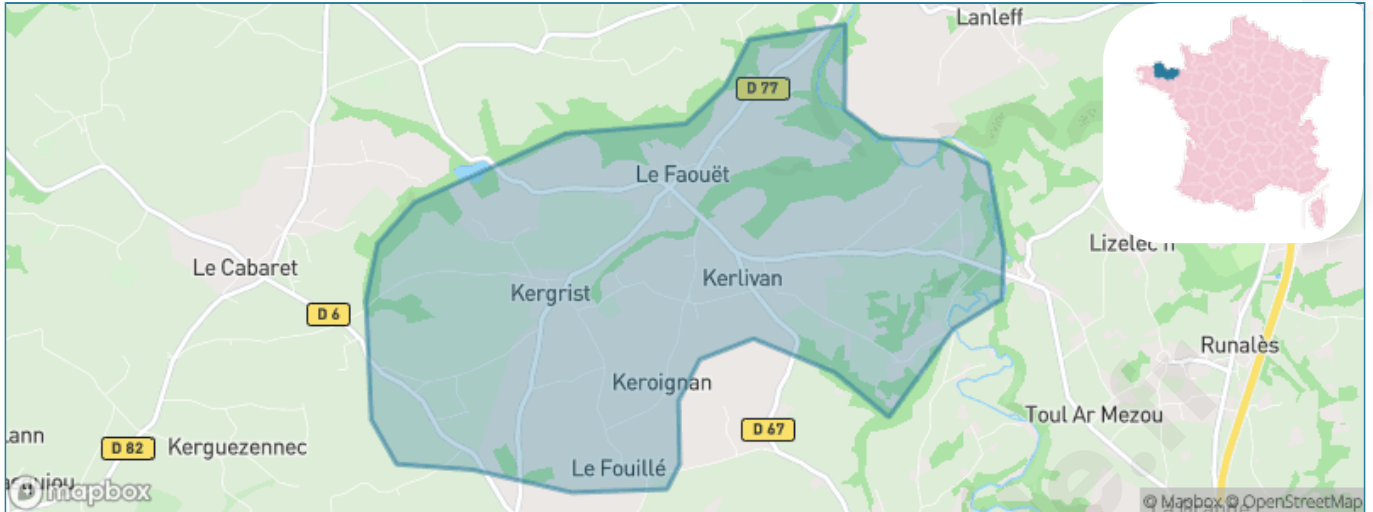 Lanleff
D 77
Le Faouët
Lizelec'h
Le Cabaret
Kerlivan
Kergrist
D 6
Runalès
Keroignan
Toul Ar Mezou
D 67
D 82
Kerguezennec
Le Fouillé
mapbox
© Mapbox © OpenStreetMap